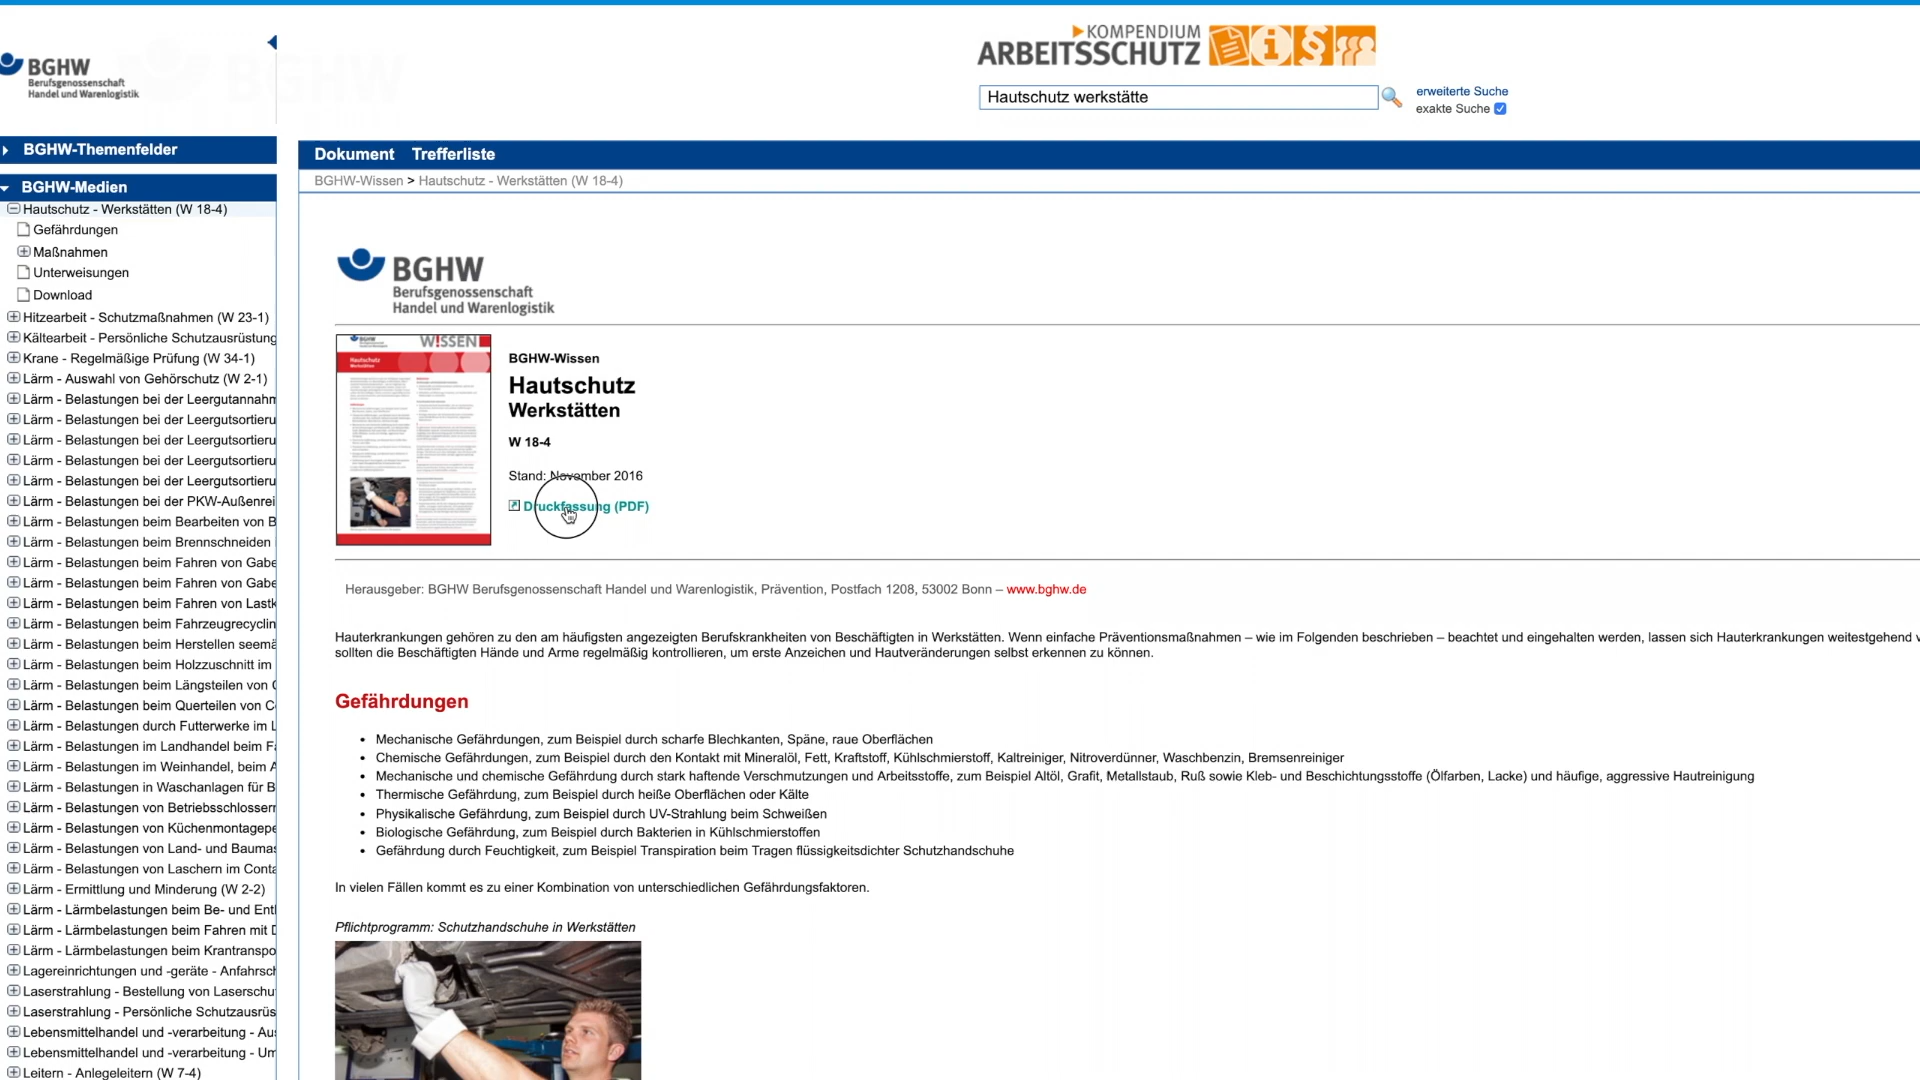 BGHW
Berufsgenossenschaft
Handel und Warenlogistik
KOMPENDIUM
ARBEITSSCHUTZ
Hautschutz werkstätte
erweiterte Suche
exakte Suche
BGHW-Themenfelder
BGHW-Medien
Hautschutz - Werkstätten (W 18-4)
Gefährdungen
Maßnahmen
Unterweisungen
Download
Hitzearbeit - Schutzmaßnahmen (W 23-1)
Kältearbeit - Persönliche Schutzausrüstung
Krane - Regelmäßige Prüfung (W 34-1)
Lärm - Auswahl von Gehörschutz (W 2-1)
Lärm - Belastungen bei der Leergutannahm
Lärm - Belastungen bei der Leergutsortieru
Lärm - Belastungen bei der Leergutsortieru
Lärm - Belastungen bei der Leergutsortieru
Lärm - Belastungen bei der Leergutsortieru
Lärm - Belastungen bei der PKW-Außenrei
Lärm - Belastungen beim Bearbeiten von B
Lärm - Belastungen beim Brennschneiden
Lärm - Belastungen beim Fahren von Gabe
Lärm - Belastungen beim Fahren von Gabe
Lärm - Belastungen beim Fahren von Lastk
Lärm - Belastungen beim Fahrzeugrecyclin
Lärm - Belastungen beim Herstellen seemä
Lärm - Belastungen beim Holzzuschnitt im
Lärm - Belastungen beim Längsteilen von C
Lärm - Belastungen beim Querteilen von C
Lärm - Belastungen durch Futterwerke im L
Lärm - Belastungen im Landhandel beim Fa
Lärm - Belastungen im Weinhandel, beim A
Lärm - Belastungen in Waschanlagen für B
Lärm - Belastungen von Betriebsschlosser
Lärm - Belastungen von Küchenmontagepe
Lärm - Belastungen von Land- und Baumas
Lärm - Belastungen von Laschern im Conta
Lärm - Ermittlung und Minderung (W 2-2)
Lärm - Lärmbelastungen beim Be- und Entl
Lärm - Lärmbelastungen beim Fahren mit D
Lärm - Lärmbelastungen beim Krantranspo
Lagereinrichtungen und -geräte - Anfahrsch
Laserstrahlung - Bestellung von Laserschu
Laserstrahlung - Persönliche Schutzausrüs
Lebensmittelhandel und -verarbeitung - Aus
Lebensmittelhandel und -verarbeitung - Um
Leitern - Anlegeleitern (W 7-4)
Dokument Trefferliste
BGHW-Wissen > Hautschutz - Werkstätten (W 18-4)
BGHW
Berufsgenossenschaft
Handel und Warenlogistik
BGHW
W!SSEN
Hautschutz
Werkstätten
BGHW-Wissen
Hautschutz
Werkstätten
W 18-4
Stand: November 2016
Druckfassung (PDF)
Herausgeber: BGHW Berufsgenossenschaft Handel und Warenlogistik, Prävention, Postfach 1208, 53002 Bonn – www.bghw.de
Hauterkrankungen gehören zu den am häufigsten angezeigten Berufskrankheiten von Beschäftigten in Werkstätten. Wenn einfache Präventionsmaßnahmen – wie im Folgenden beschrieben – beachtet und eingehalten werden, lassen sich Hauterkrankungen weitestgehend v
sollten die Beschäftigten Hände und Arme regelmäßig kontrollieren, um erste Anzeichen und Hautveränderungen selbst erkennen zu können.
Gefährdungen
• Mechanische Gefährdungen, zum Beispiel durch scharfe Blechkanten, Späne, raue Oberflächen
• Chemische Gefährdungen, zum Beispiel durch den Kontakt mit Mineralöl, Fett, Kraftstoff, Kühlschmierstoff, Kaltreiniger, Nitroverdünner, Waschbenzin, Bremsenreiniger
• Mechanische und chemische Gefährdung durch stark haftende Verschmutzungen und Arbeitsstoffe, zum Beispiel Altöl, Grafit, Metallstaub, Ruß sowie Kleb- und Beschichtungsstoffe (Ölfarben, Lacke) und häufige, aggressive Hautreinigung
• Thermische Gefährdung, zum Beispiel durch heiße Oberflächen oder Kälte
• Physikalische Gefährdung, zum Beispiel durch UV-Strahlung beim Schweißen
• Biologische Gefährdung, zum Beispiel durch Bakterien in Kühlschmierstoffen
• Gefährdung durch Feuchtigkeit, zum Beispiel Transpiration beim Tragen flüssigkeitsdichter Schutzhandschuhe
In vielen Fällen kommt es zu einer Kombination von unterschiedlichen Gefährdungsfaktoren.
Pflichtprogramm: Schutzhandschuhe in Werkstätten